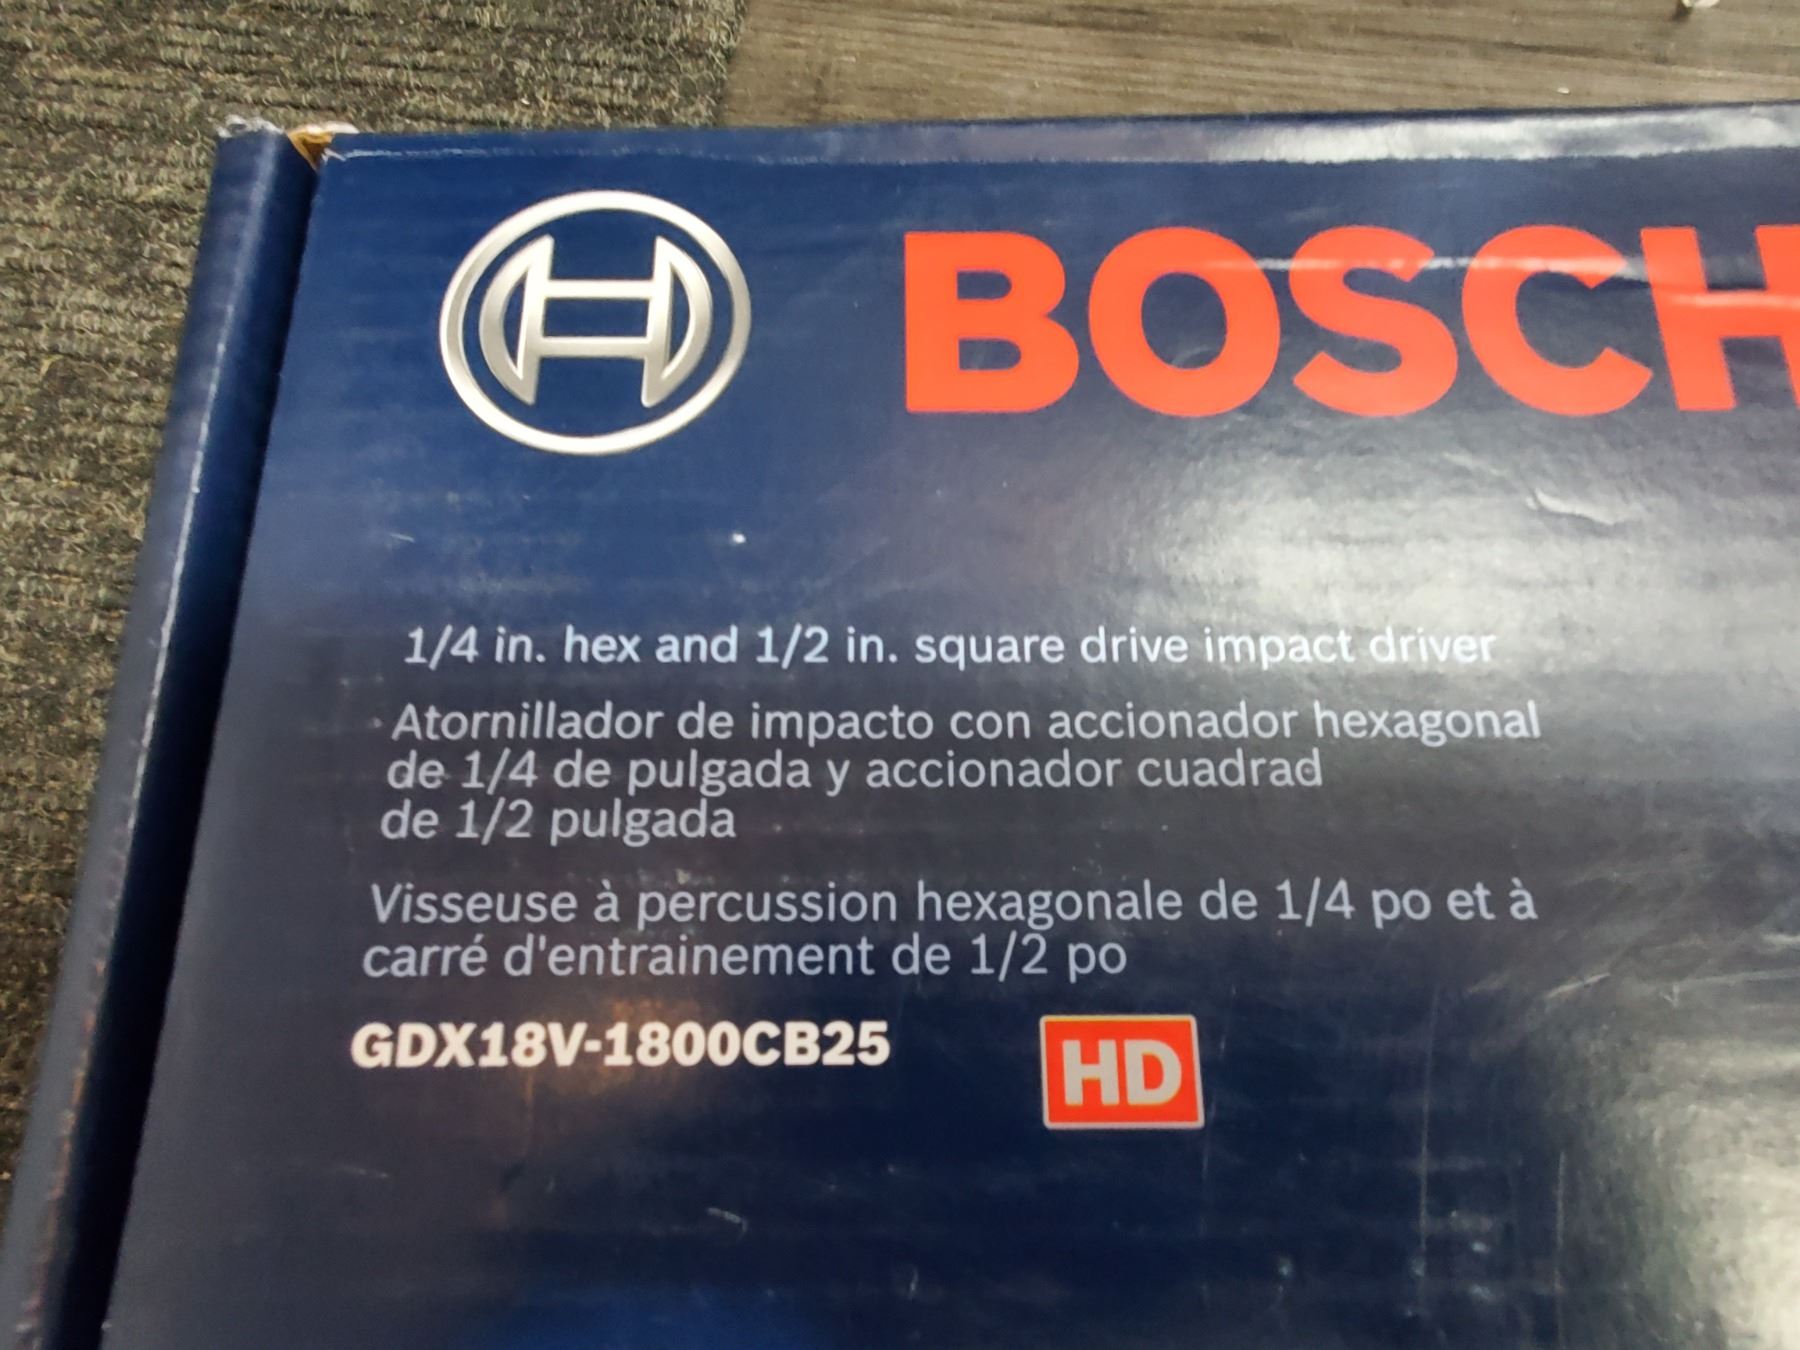 BOSCH
1/4 in. hex and 1/2 in. square drive impact driver
Atornillador de impacto con accionador hexagonal
de 1/4 de pulgada y accionador cuadrad
de 1/2 pulgada
Visseuse à percussion hexagonale de 1/4 po et à
carré d'entrainement de 1/2 po
GDX18V-1800CB25
HD